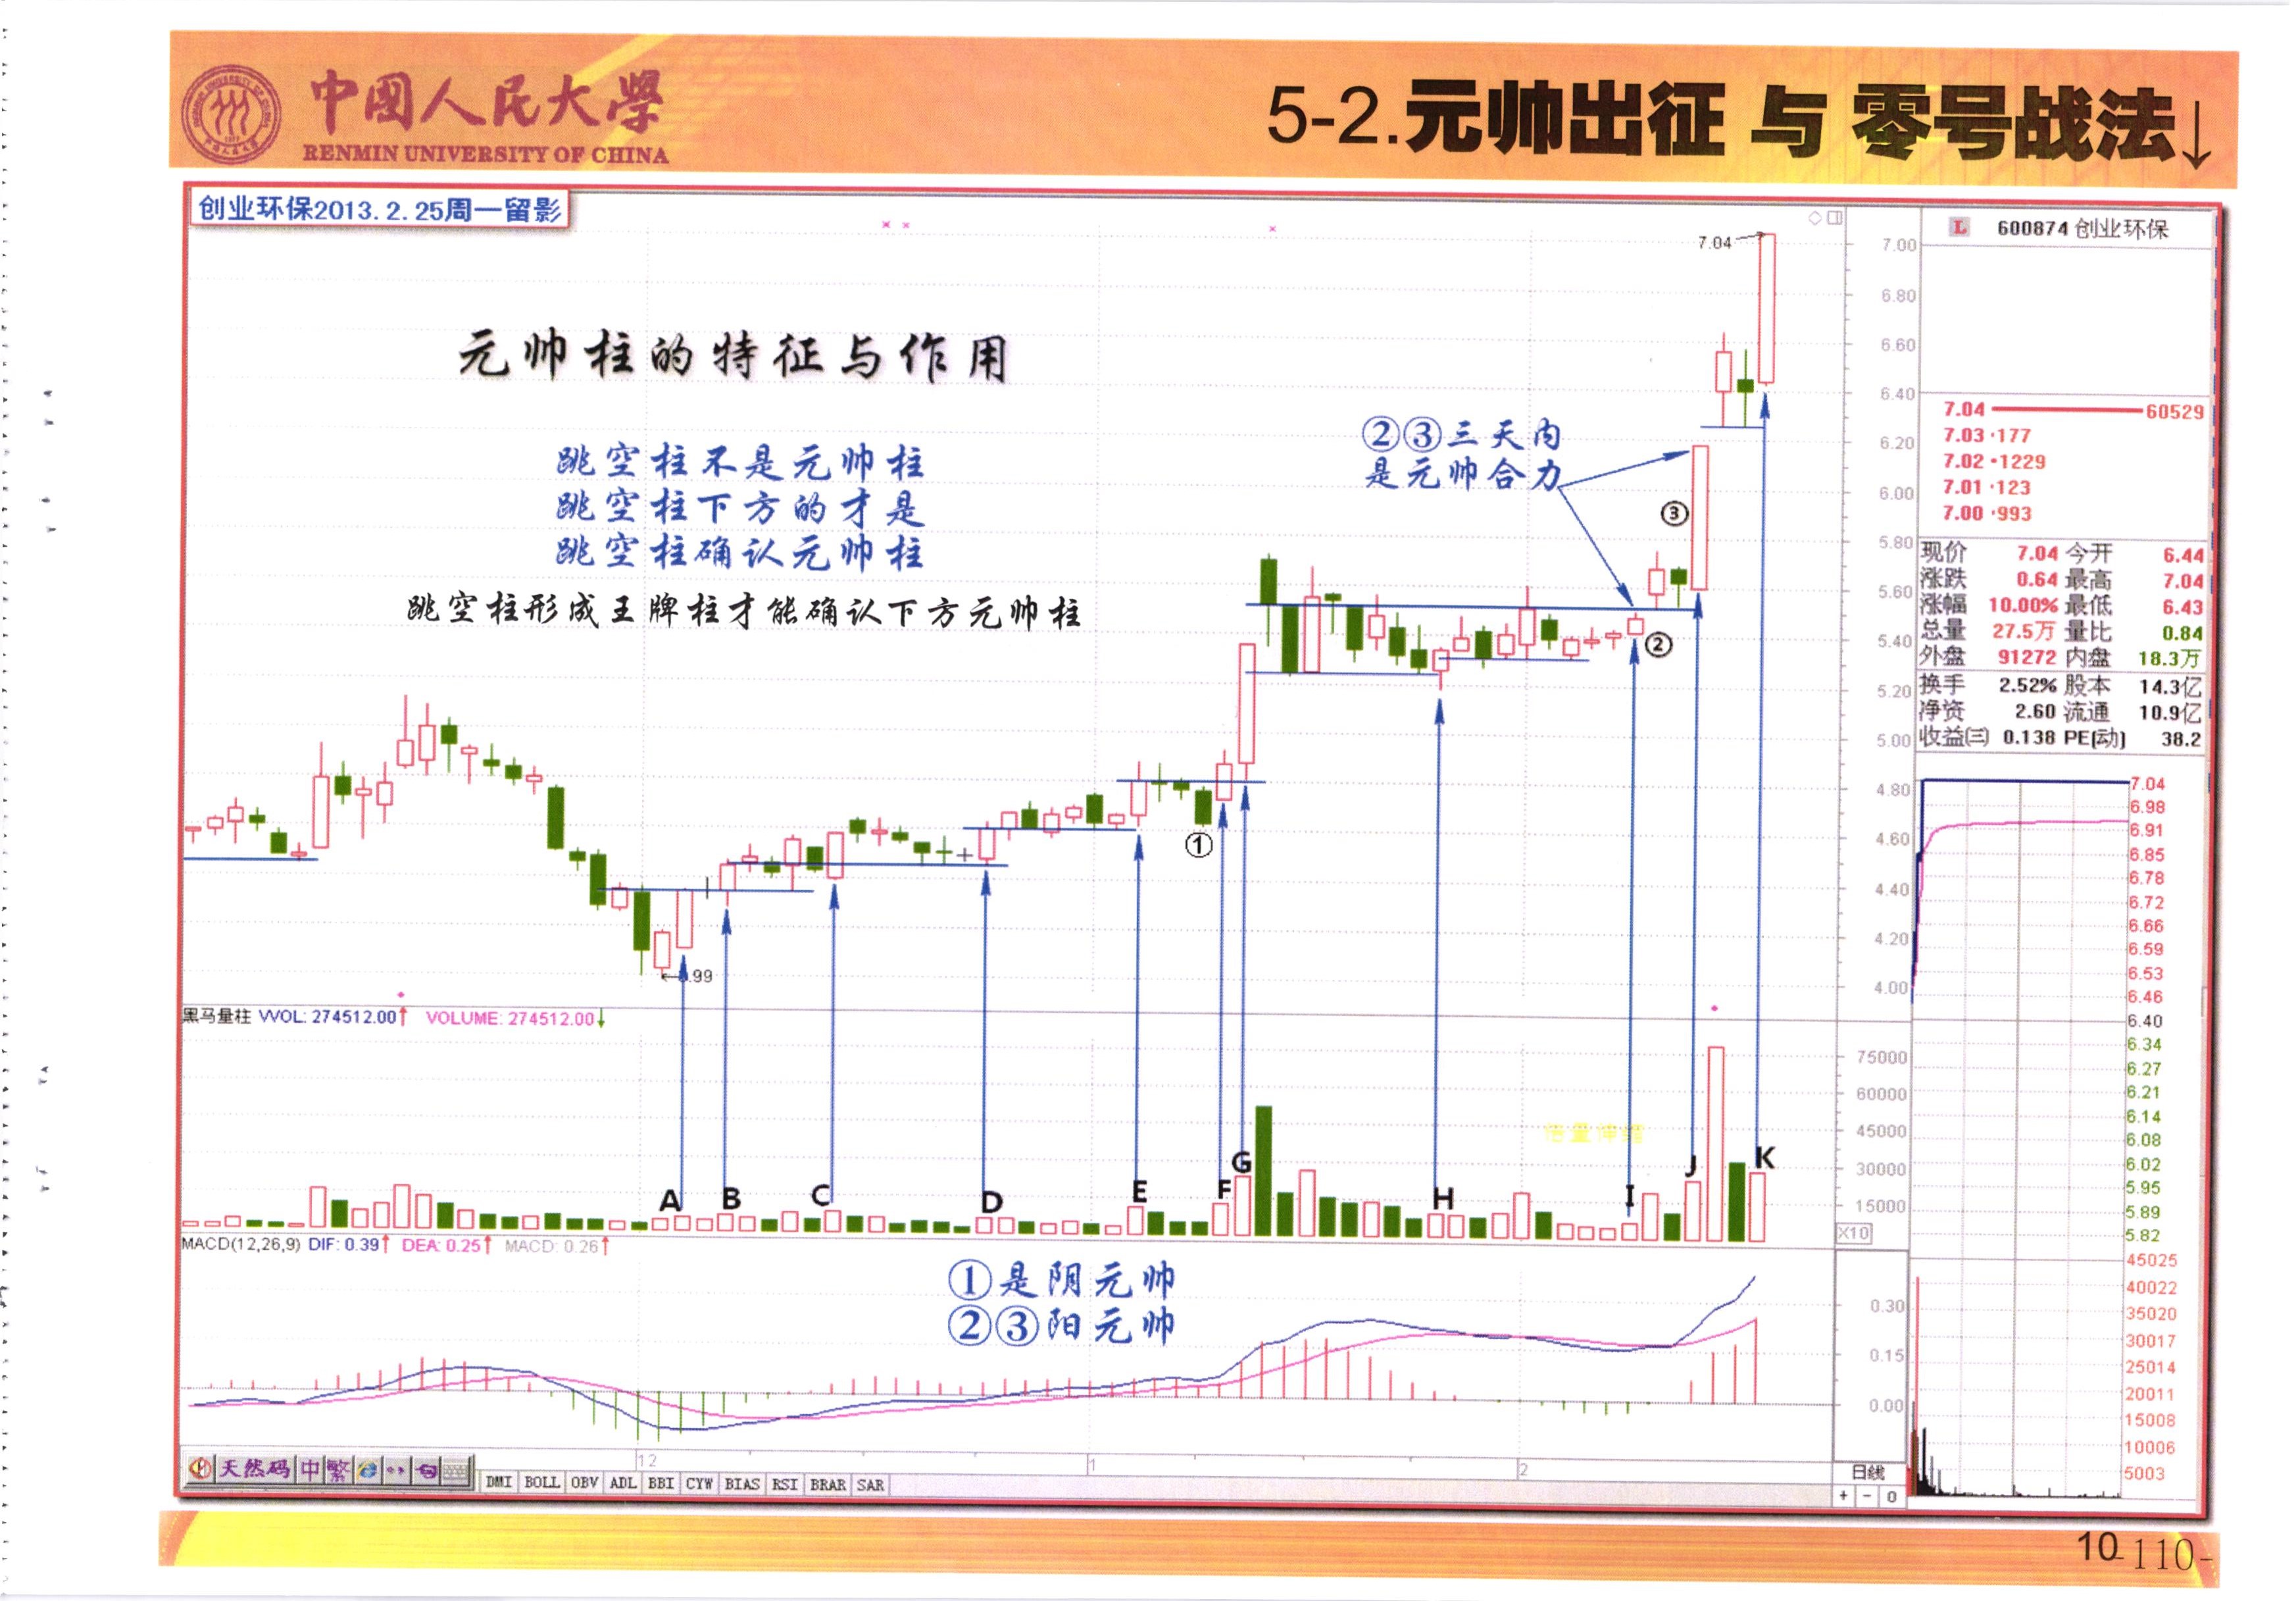 中國人民大學
RENMIN UNIVERSITY OF CHINA
5-2.元帅出征 与 零号战法↓
创业环保2013.2.25周一留影
元帅柱的特征与作用
跳空柱不是元帅柱
跳空柱下方的才是
跳空柱确认元帅柱
跳空柱形成王牌柱才能确认下方元帅柱
②③三天内
是元帅合力
7.04
③
②
①
.99
7.00
6.80
6.60
6.40
6.20
6.00
5.80
5.60
5.40
5.20
5.00
4.80
4.60
4.40
4.20
4.00
L 600874 创业环保
7.04 60529
7.03 177
7.02 1229
7.01 123
7.00 993
现价 7.04 今开 6.44
涨跌 0.64 最高 7.04
涨幅 10.00% 最低 6.43
总量 27.5万 量比 0.84
外盘 91272 内盘 18.3万
换手 2.52% 股本 14.3亿
净资 2.60 流通 10.9亿
收益(三) 0.138 PE(动) 38.2
黑马量柱 VVOL: 274512.00↑ VOLUME: 274512.00↓
倍量伸缩
A B C D E F G H I J K
75000
60000
45000
30000
15000
X10
MACD(12,26,9) DIF: 0.39↑ DEA: 0.25↑ MACD: 0.26↑
①是阴元帅
②③阳元帅
0.30
0.15
0.00
7.04
6.98
6.91
6.85
6.78
6.72
6.66
6.59
6.53
6.46
6.40
6.34
6.27
6.21
6.14
6.08
6.02
5.95
5.89
5.82
45025
40022
35020
30017
25014
20011
15008
10006
5003
12 1 2
日线
天然码 中 繁
DMI BOLL OBV ADL BBI CYW BIAS RSI BRAR SAR
+ - 0
10
-110-